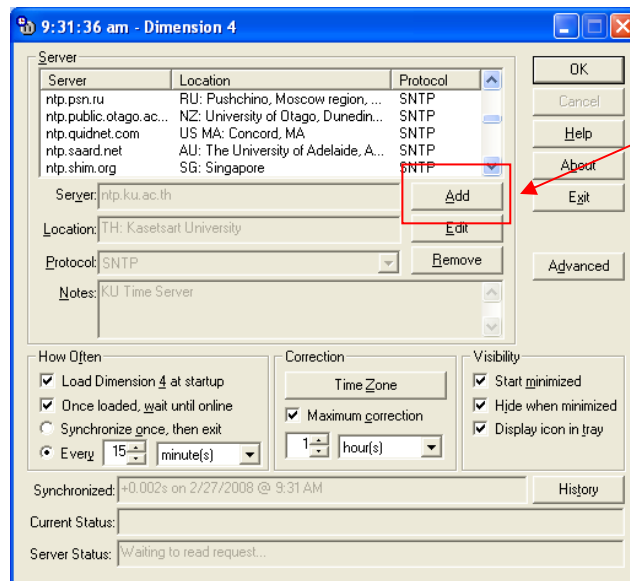 9:31:36 am - Dimension 4
Server
Server Location Protocol
ntp.psn.ru RU: Pushchino, Moscow region, ... SNTP
ntp.public.otago.ac... NZ: University of Otago, Dunedin... SNTP
ntp.quidnet.com US MA: Concord, MA SNTP
ntp.saard.net AU: The University of Adelaide, A... SNTP
ntp.shim.org SG: Singapore SNTP
Server: ntp.ku.ac.th Add
Location: TH: Kasetsart University Edit
Protocol: SNTP Remove
Notes: KU Time Server
OK
Cancel
Help
About
Exit
Advanced
How Often
Load Dimension 4 at startup
Once loaded, wait until online
Synchronize once, then exit
Every 15 minute(s)
Correction
Time Zone
Maximum correction
1 hour(s)
Visibility
Start minimized
Hide when minimized
Display icon in tray
Synchronized: +0.002s on 2/27/2008 @ 9:31 AM History
Current Status:
Server Status: Waiting to read request...